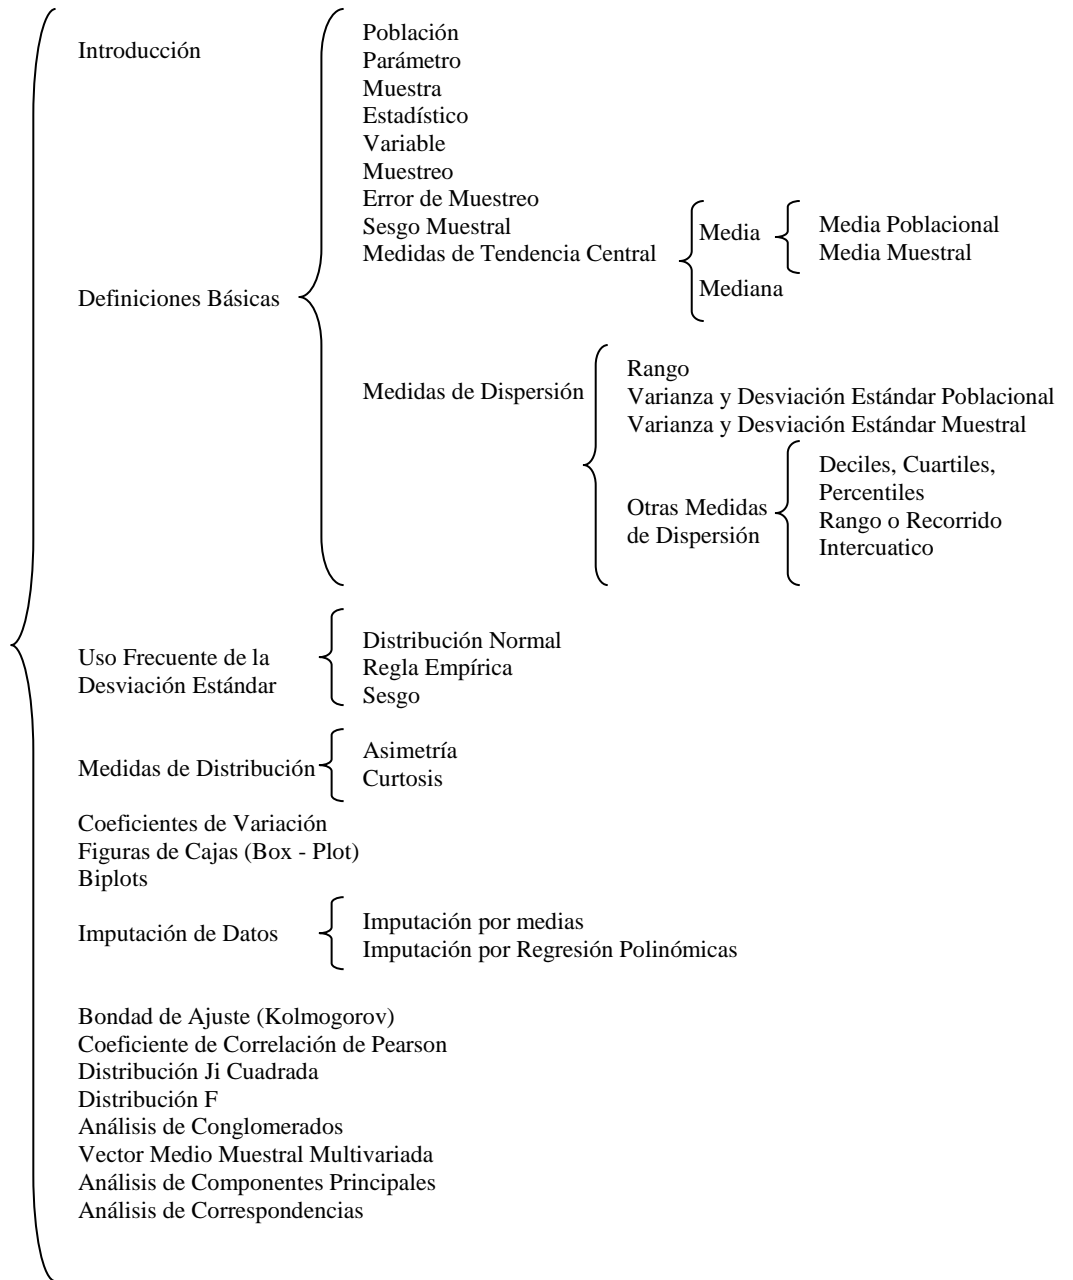 Introducción
Población
Parámetro
Muestra
Estadístico
Variable
Muestreo
Error de Muestreo
Sesgo Muestral
Medidas de Tendencia Central
Media
Media Poblacional
Media Muestral
Mediana
Definiciones Básicas
Medidas de Dispersión
Rango
Varianza y Desviación Estándar Poblacional
Varianza y Desviación Estándar Muestral
Otras Medidas
de Dispersión
Deciles, Cuartiles,
Percentiles
Rango o Recorrido
Intercuatico
Uso Frecuente de la
Desviación Estándar
Distribución Normal
Regla Empírica
Sesgo
Medidas de Distribución
Asimetría
Curtosis
Coeficientes de Variación
Figuras de Cajas (Box - Plot)
Biplots
Imputación de Datos
Imputación por medias
Imputación por Regresión Polinómicas
Bondad de Ajuste (Kolmogorov)
Coeficiente de Correlación de Pearson
Distribución Ji Cuadrada
Distribución F
Análisis de Conglomerados
Vector Medio Muestral Multivariada
Análisis de Componentes Principales
Análisis de Correspondencias